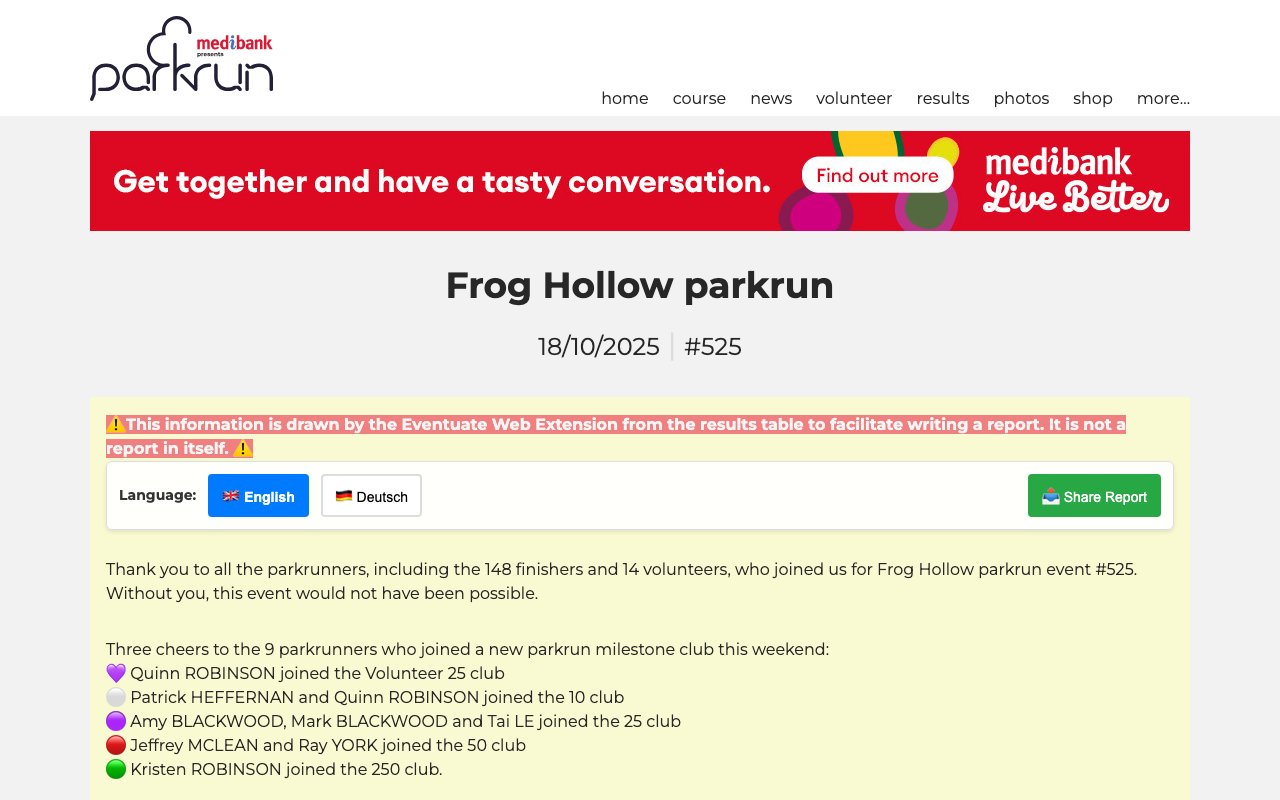 medibank
presents
parkrun
home course news volunteer results photos shop more...
Get together and have a tasty conversation.
Find out more
medibank
Live Better
Frog Hollow parkrun
18/10/2025 #525
⚠️This information is drawn by the Eventuate Web Extension from the results table to facilitate writing a report. It is not a
report in itself. ⚠️
Language: 🇬🇧 English 🇩🇪 Deutsch 📤 Share Report
Thank you to all the parkrunners, including the 148 finishers and 14 volunteers, who joined us for Frog Hollow parkrun event #525.
Without you, this event would not have been possible.
Three cheers to the 9 parkrunners who joined a new parkrun milestone club this weekend:
💜 Quinn ROBINSON joined the Volunteer 25 club
⚪ Patrick HEFFERNAN and Quinn ROBINSON joined the 10 club
🟣 Amy BLACKWOOD, Mark BLACKWOOD and Tai LE joined the 25 club
🔴 Jeffrey MCLEAN and Ray YORK joined the 50 club
🟢 Kristen ROBINSON joined the 250 club.